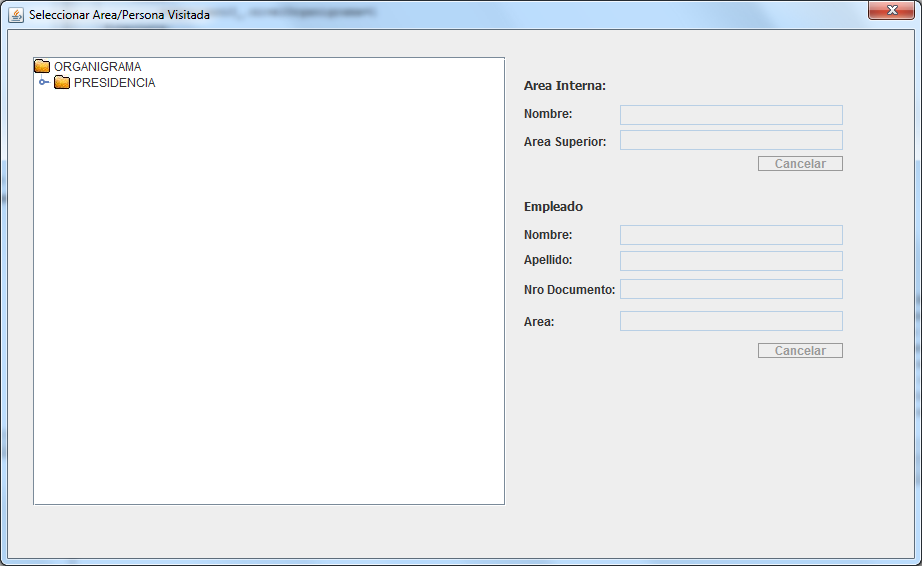 Seleccionar Area/Persona Visitada
ORGANIGRAMA
PRESIDENCIA
Area Interna:
Nombre:
Area Superior:
Cancelar
Empleado
Nombre:
Apellido:
Nro Documento:
Area:
Cancelar